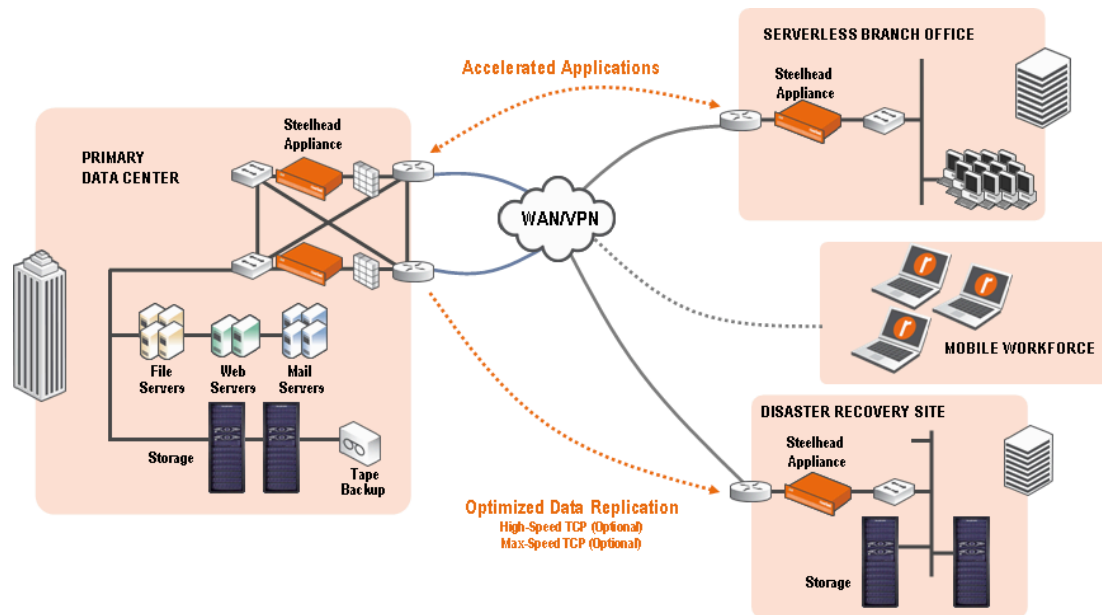 SERVERLESS BRANCH OFFICE
Steelhead
Appliance
Accelerated Applications
Steelhead
Appliance
PRIMARY
DATA CENTER
WAN/VPN
MOBILE WORKFORCE
File
Servers
Web
Servers
Mail
Servers
Storage
Tape
Backup
DISASTER RECOVERY SITE
Steelhead
Appliance
Optimized Data Replication
High-Speed TCP (Optional)
Max-Speed TCP (Optional)
Storage